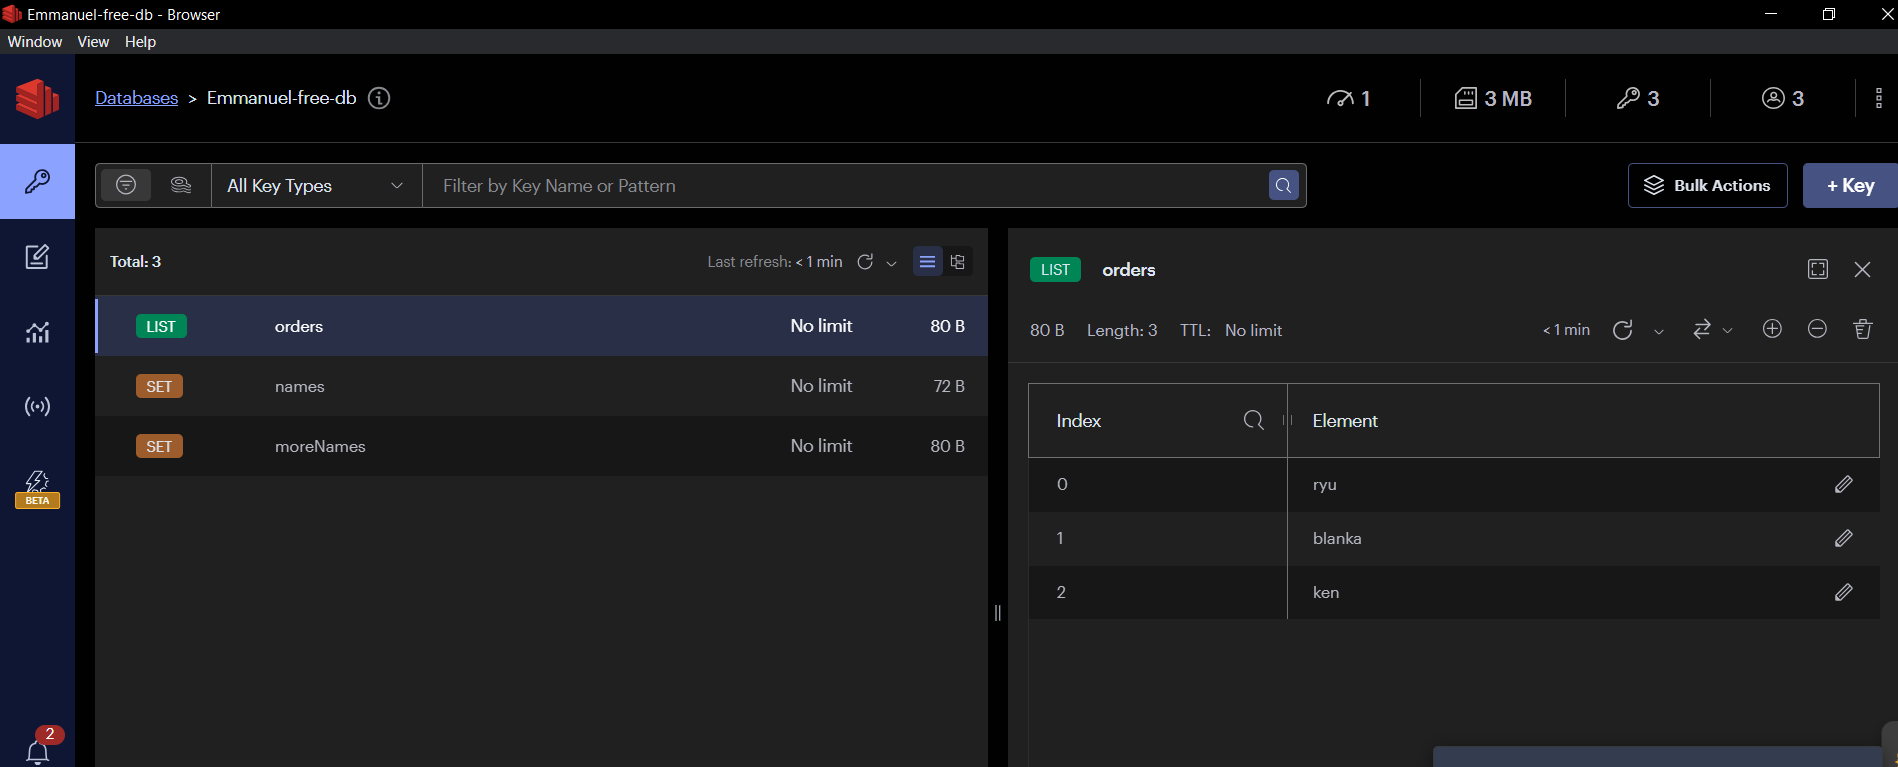 Emmanuel-free-db - Browser
Window View Help
Databases > Emmanuel-free-db
1 3 MB 3 3
All Key Types Filter by Key Name or Pattern Bulk Actions + Key
Total: 3 Last refresh: < 1 min
LIST orders No limit 80 B
SET names No limit 72 B
SET moreNames No limit 80 B
BETA
2
LIST orders
80 B Length: 3 TTL: No limit < 1 min
Index Element
0 ryu
1 blanka
2 ken